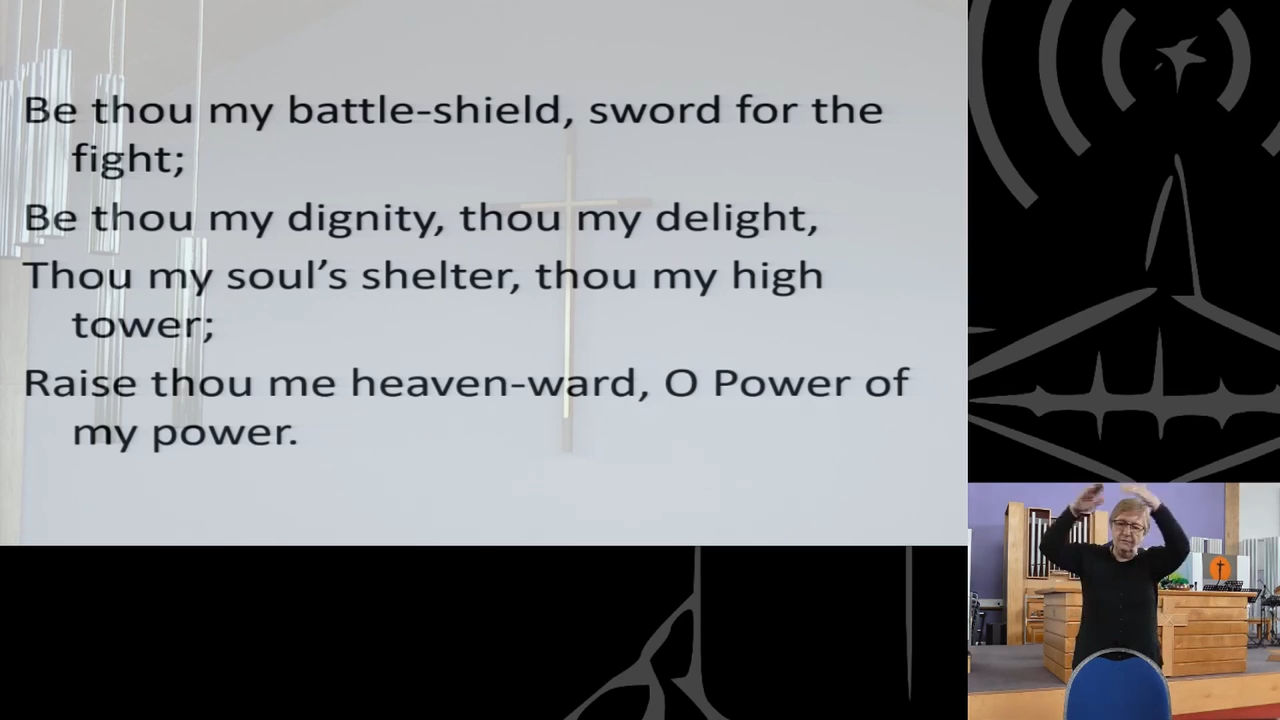 Be thou my battle-shield, sword for the
fight;
Be thou my dignity, thou my delight,
Thou my soul’s shelter, thou my high
tower;
Raise thou me heaven-ward, O Power of
my power.